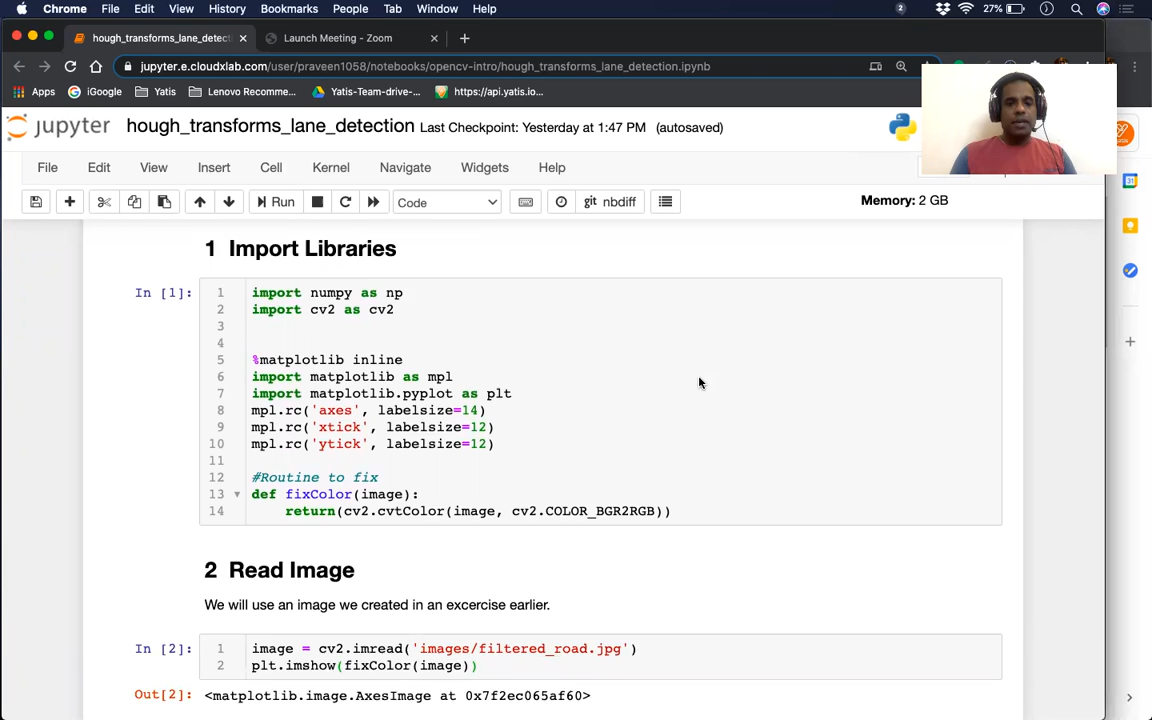 Chrome File Edit View History Bookmarks People Tab Window Help 2 27%
hough_transforms_lane_detecti Launch Meeting - Zoom
jupyter.e.cloudxlab.com/user/praveen1058/notebooks/opencv-intro/hough_transforms_lane_detection.ipynb
Apps iGoogle Yatis Lenovo Recomme... Yatis-Team-drive-... https://api.yatis.io...
jupyter hough_transforms_lane_detection Last Checkpoint: Yesterday at 1:47 PM (autosaved)
File Edit View Insert Cell Kernel Navigate Widgets Help
Run Code git nbdiff Memory: 2 GB
1 Import Libraries
In [1]:
1 import numpy as np
2 import cv2 as cv2
3
4
5 %matplotlib inline
6 import matplotlib as mpl
7 import matplotlib.pyplot as plt
8 mpl.rc('axes', labelsize=14)
9 mpl.rc('xtick', labelsize=12)
10 mpl.rc('ytick', labelsize=12)
11
12 #Routine to fix
13 def fixColor(image):
14 return(cv2.cvtColor(image, cv2.COLOR_BGR2RGB))
2 Read Image
We will use an image we created in an excercise earlier.
In [2]:
1 image = cv2.imread('images/filtered_road.jpg')
2 plt.imshow(fixColor(image))
Out[2]: <matplotlib.image.AxesImage at 0x7f2ec065af60>